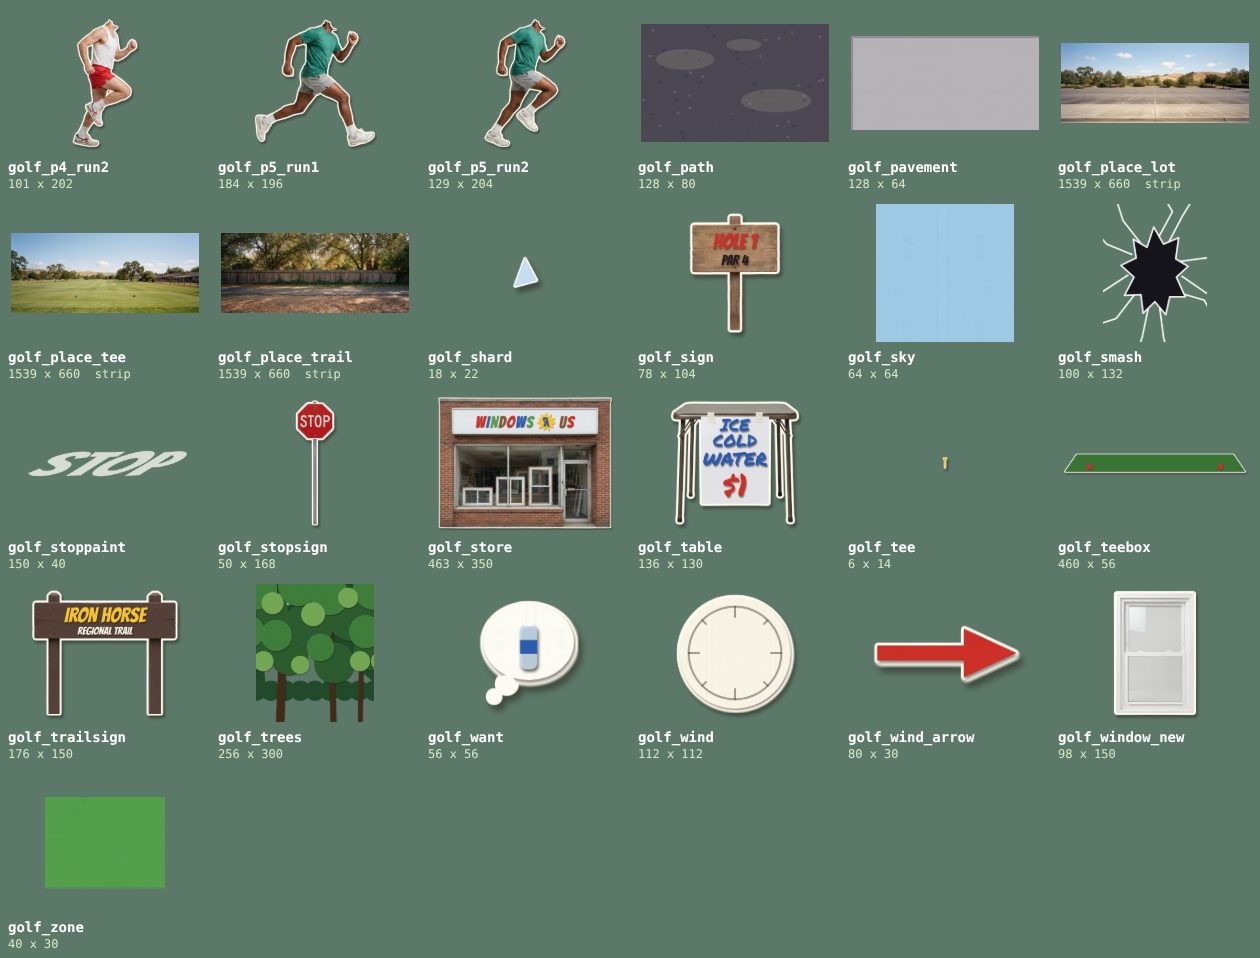 golf_p4_run2
101 x 202
golf_p5_run1
184 x 196
golf_p5_run2
129 x 204
golf_path
128 x 80
golf_pavement
128 x 64
golf_place_lot
1539 x 660 strip
HOLE 7
PAR 4
golf_place_tee
1539 x 660 strip
golf_place_trail
1539 x 660 strip
golf_shard
18 x 22
golf_sign
78 x 104
golf_sky
64 x 64
golf_smash
100 x 132
STOP
STOP
WINDOWS Я US
ICE
COLD
WATER
$1
golf_stoppaint
150 x 40
golf_stopsign
50 x 168
golf_store
463 x 350
golf_table
136 x 130
golf_tee
6 x 14
golf_teebox
460 x 56
IRON HORSE
REGIONAL TRAIL
golf_trailsign
176 x 150
golf_trees
256 x 300
golf_want
56 x 56
golf_wind
112 x 112
golf_wind_arrow
80 x 30
golf_window_new
98 x 150
golf_zone
40 x 30